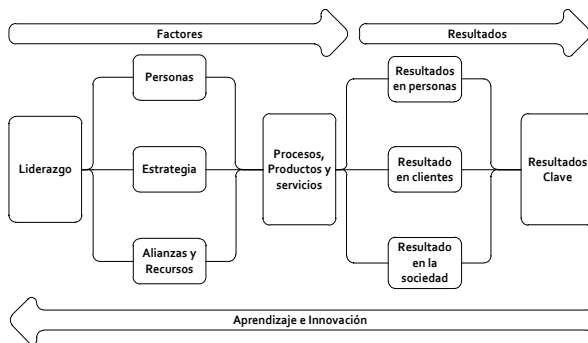 Factores
Resultados
Personas
Resultados
en personas
Liderazgo
Estrategia
Procesos,
Productos y
servicios
Resultado
en clientes
Resultados
Clave
Alianzas y
Recursos
Resultado
en la
sociedad
Aprendizaje e Innovación